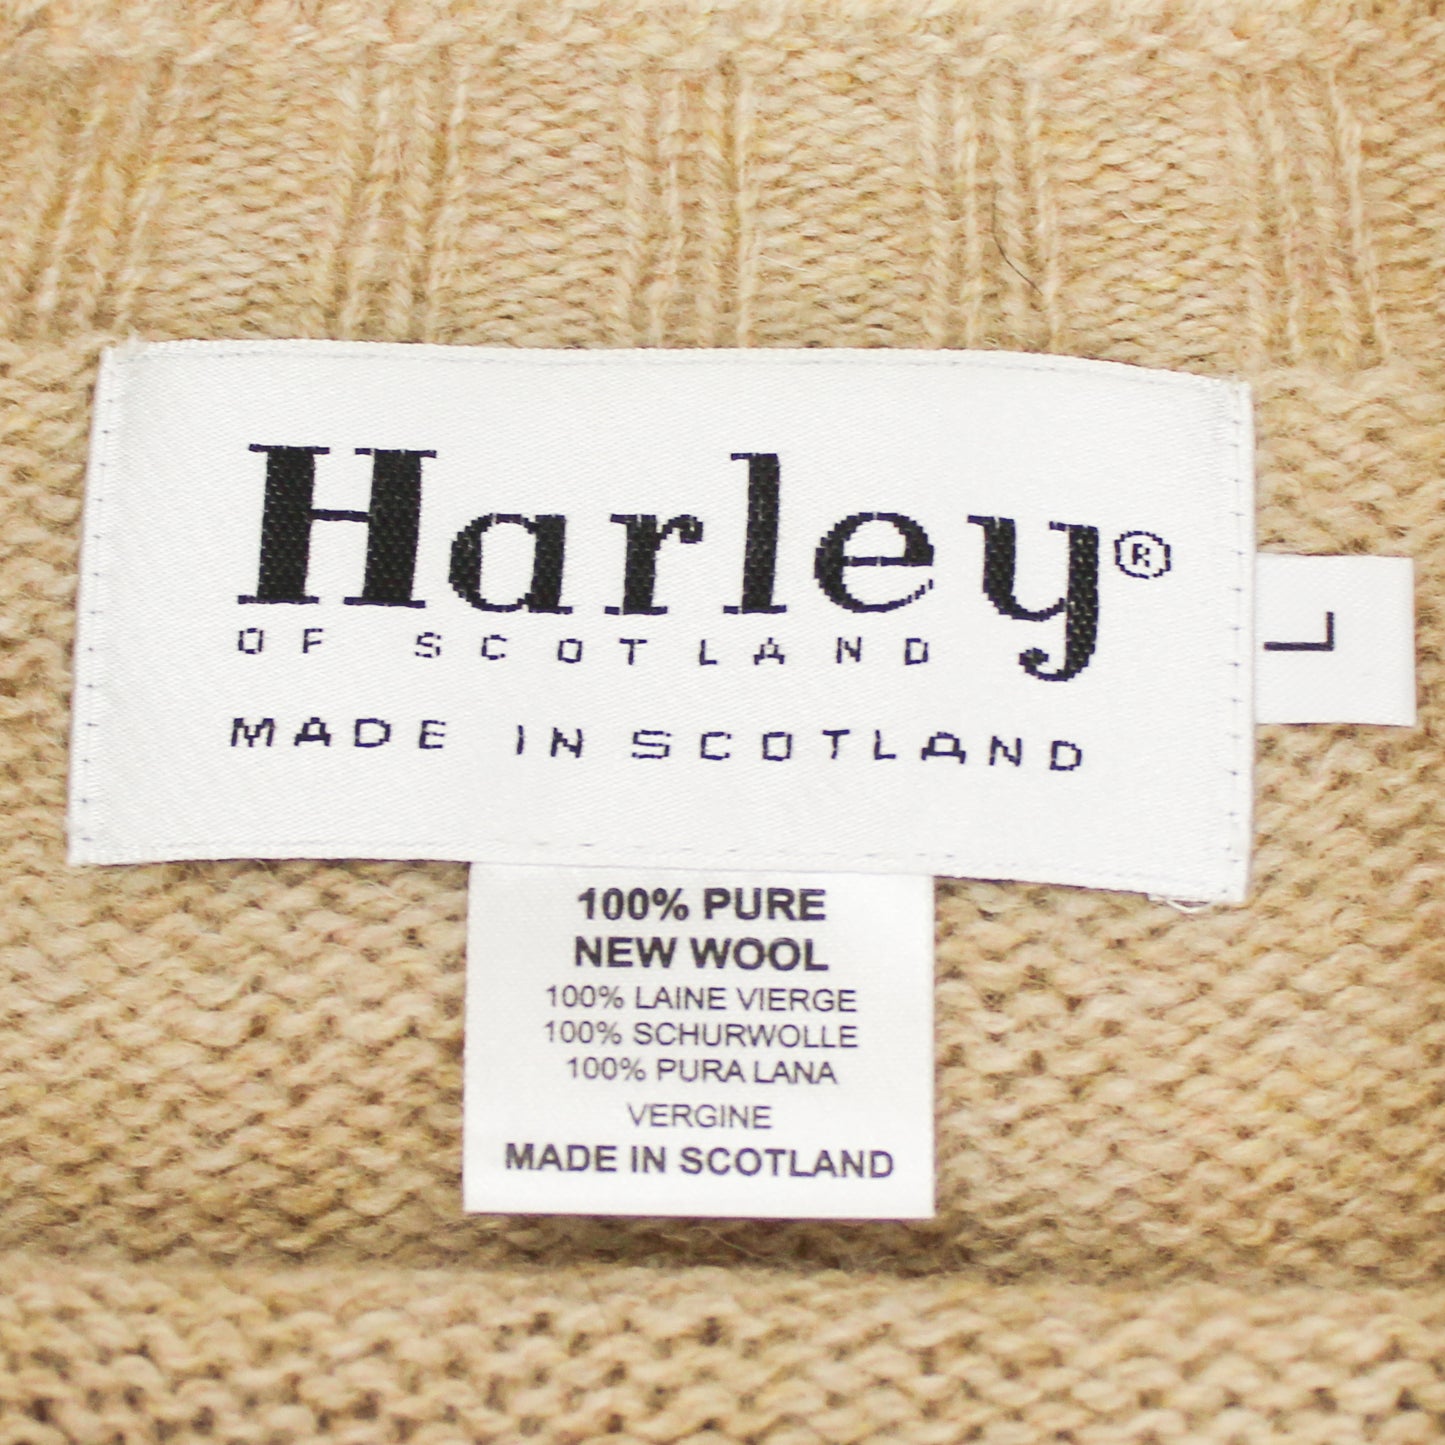 Harley®
OF SCOTLAND
MADE IN SCOTLAND
L
100% PURE
NEW WOOL
100% LAINE VIERGE
100% SCHURWOLLE
100% PURA LANA
VERGINE
MADE IN SCOTLAND